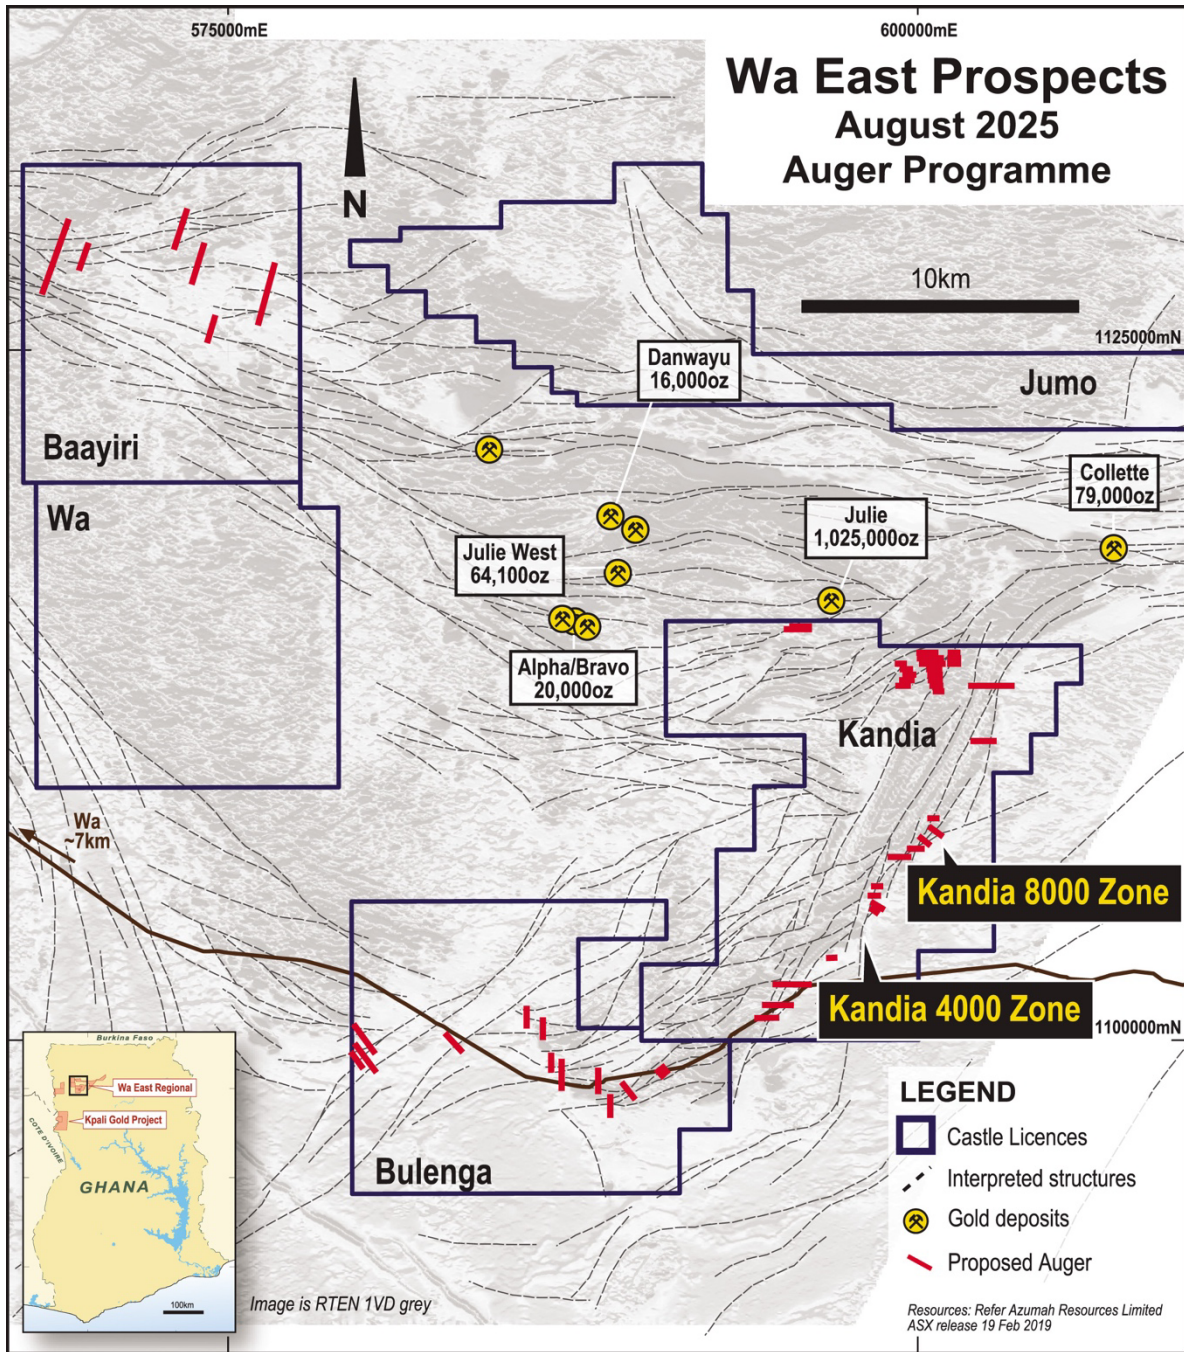 575000mE
600000mE
Wa East Prospects
August 2025
Auger Programme
N
10km
1125000mN
Danwayu
16,000oz
Jumo
Baayiri
Collette
79,000oz
Wa
Julie
1,025,000oz
Julie West
64,100oz
Alpha/Bravo
20,000oz
Kandia
Wa
~7km
Kandia 8000 Zone
Kandia 4000 Zone
1100000mN
Bulenga
LEGEND
Castle Licences
Interpreted structures
Gold deposits
Proposed Auger
Burkina Faso
Wa East Regional
Kpali Gold Project
COTE D'IVOIRE
GHANA
100km
Image is RTEN 1VD grey
Resources: Refer Azumah Resources Limited
ASX release 19 Feb 2019